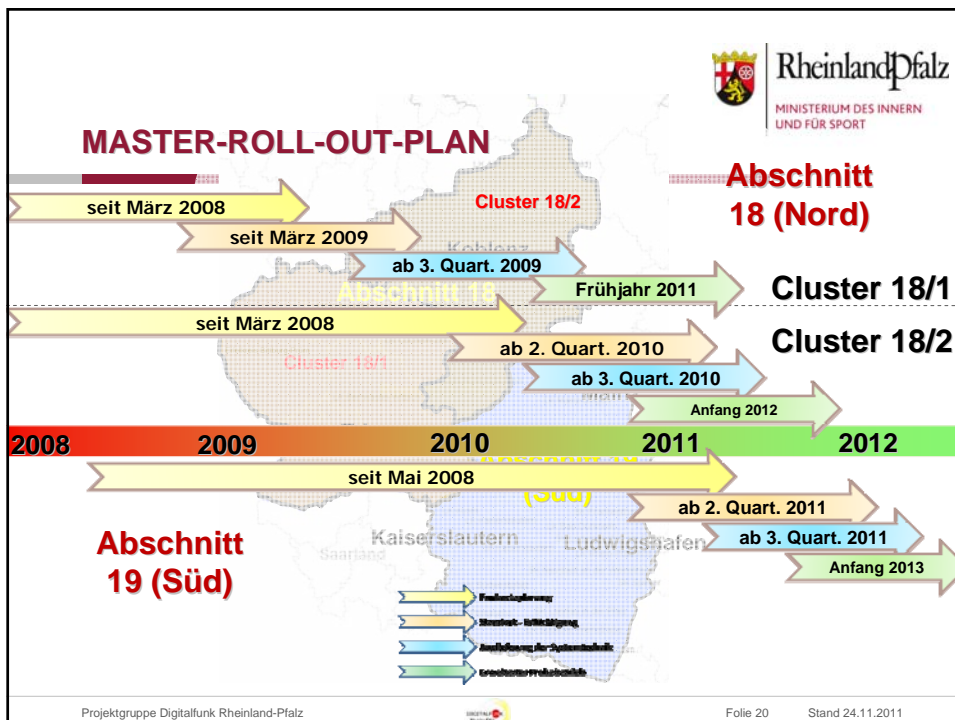 Rheinland-Pfalz
MINISTERIUM DES INNERN
UND FÜR SPORT
MASTER-ROLL-OUT-PLAN
Abschnitt
18 (Nord)
seit März 2008
Cluster 18/2
seit März 2009
Koblenz
ab 3. Quart. 2009
Abschnitt 18
Frühjahr 2011
Cluster 18/1
seit März 2008
Cluster 18/2
ab 2. Quart. 2010
Cluster 18/1
ab 3. Quart. 2010
Mainz
Anfang 2012
2008 2009 2010 2011 2012
seit Mai 2008
(Süd)
ab 2. Quart. 2011
Abschnitt
19 (Süd)
Kaiserslautern
Ludwigshafen
Saarland
ab 3. Quart. 2011
Anfang 2013
Auslieferung der Systemtechnik
Projektgruppe Digitalfunk Rheinland-Pfalz
Folie 20
Stand 24.11.2011